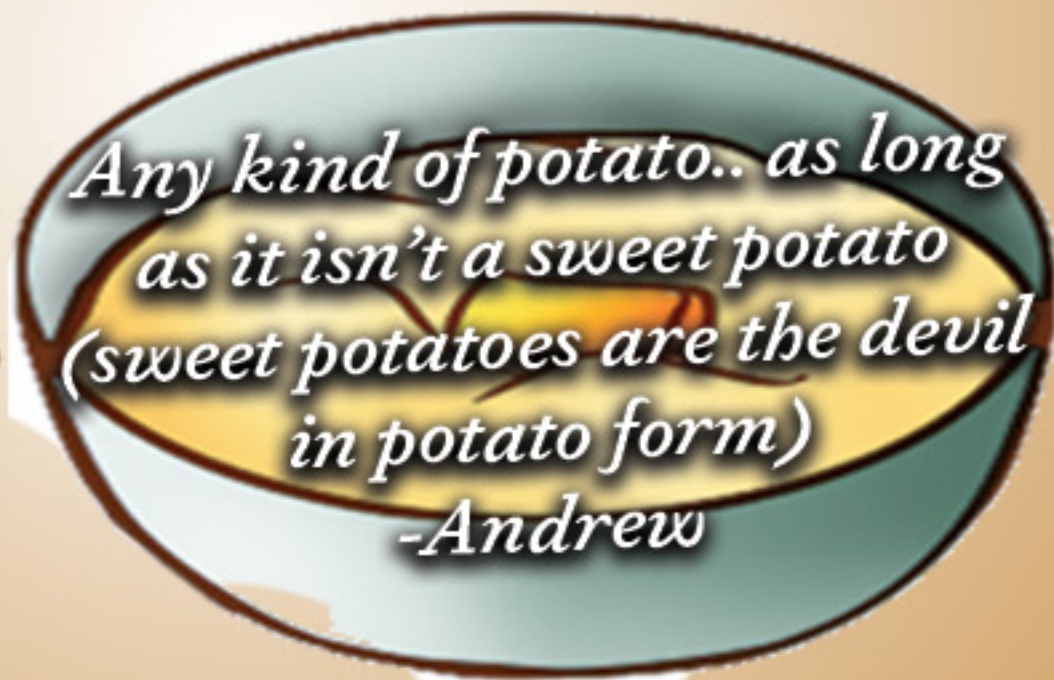 Any kind of potato.. as long
as it isn’t a sweet potato
(sweet potatoes are the devil
in potato form)
-Andrew